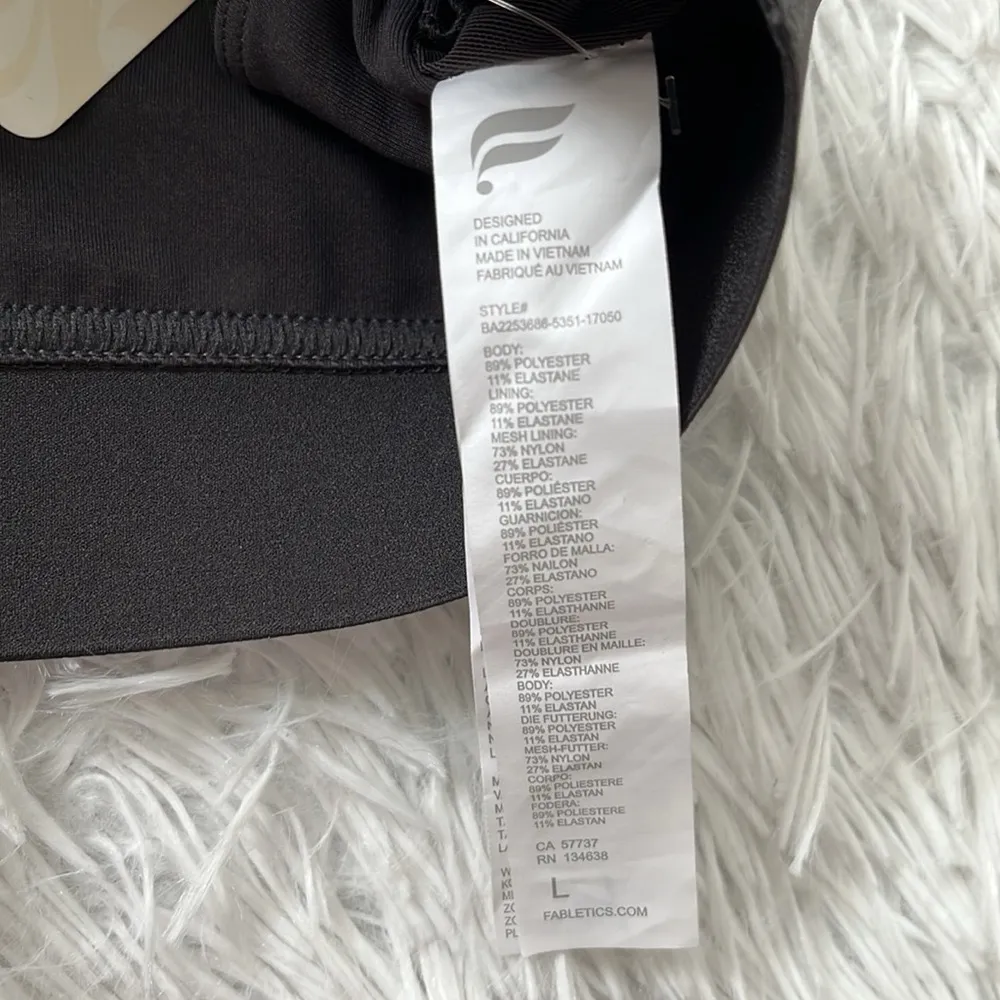 DESIGNED
IN CALIFORNIA
MADE IN VIETNAM
FABRIQUÉ AU VIETNAM
STYLE#
BA2253686-5351-17050
BODY:
89% POLYESTER
11% ELASTANE
LINING:
89% POLYESTER
11% ELASTANE
MESH LINING:
73% NYLON
27% ELASTANE
CUERPO:
89% POLIÉSTER
11% ELASTANO
GUARNICION:
89% POLIÉSTER
11% ELASTANO
FORRO DE MALLA:
73% NAILON
27% ELASTANO
CORPS:
89% POLYESTER
11% ELASTHANNE
DOUBLURE:
89% POLYESTER
11% ELASTHANNE
DOUBLURE EN MAILLE:
73% NYLON
27% ELASTHANNE
BODY:
89% POLYESTER
11% ELASTAN
DIE FUTTERUNG:
89% POLYESTER
11% ELASTAN
MESH-FUTTER:
73% NYLON
27% ELASTAN
CORPO:
89% POLIESTERE
11% ELASTAN
FODERA:
89% POLIESTERE
11% ELASTAN
CA 57737
RN 134638
L
FABLETICS.COM